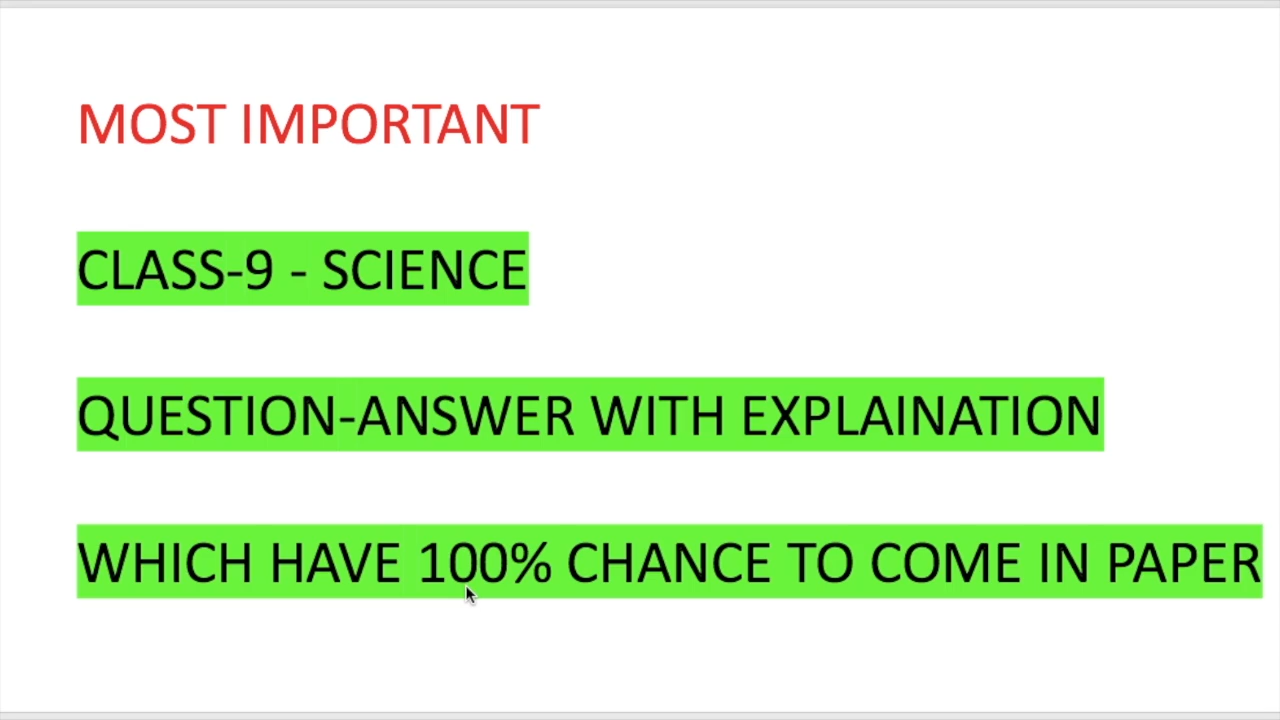 MOST IMPORTANT
CLASS-9 - SCIENCE
QUESTION-ANSWER WITH EXPLAINATION
WHICH HAVE 100% CHANCE TO COME IN PAPER